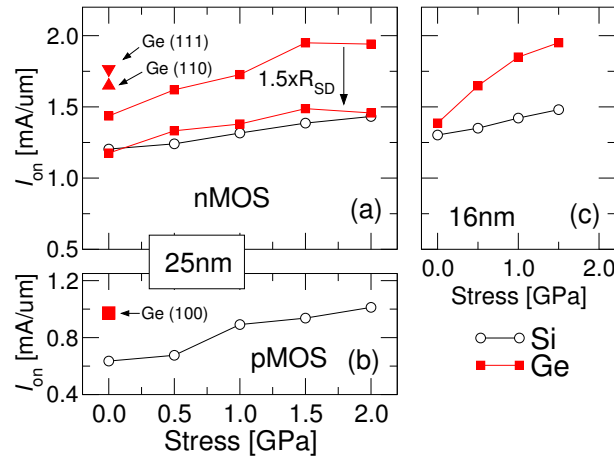 2.0
1.5
1.0
0.5
I_on [mA/um]
Ge (111)
Ge (110)
1.5xR_SD
nMOS
(a)
16nm
(c)
0.0 1.0 2.0
Stress [GPa]
25nm
1.2
0.8
0.4
I_on [mA/um]
Ge (100)
pMOS
(b)
0.0 0.5 1.0 1.5 2.0
Stress [GPa]
Si
Ge